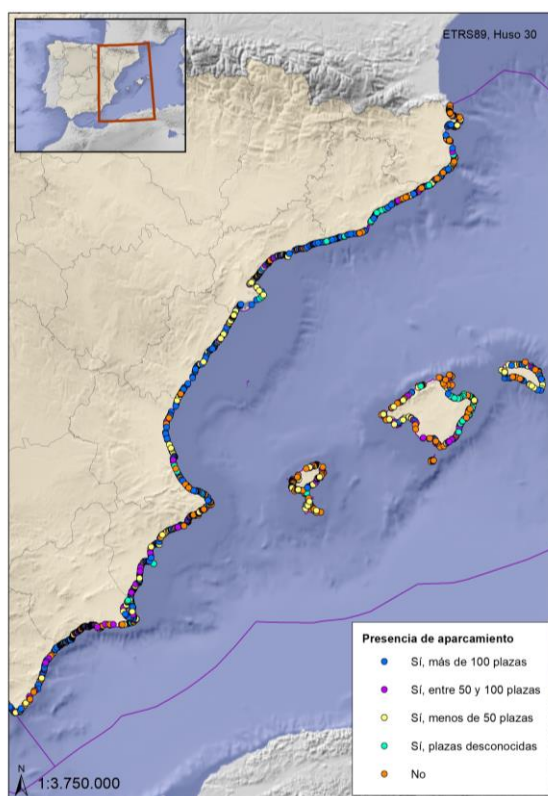 ETRS89, Huso 30
Presencia de aparcamiento
Sí, más de 100 plazas
Sí, entre 50 y 100 plazas
Sí, menos de 50 plazas
Sí, plazas desconocidas
No
N
1:3.750.000